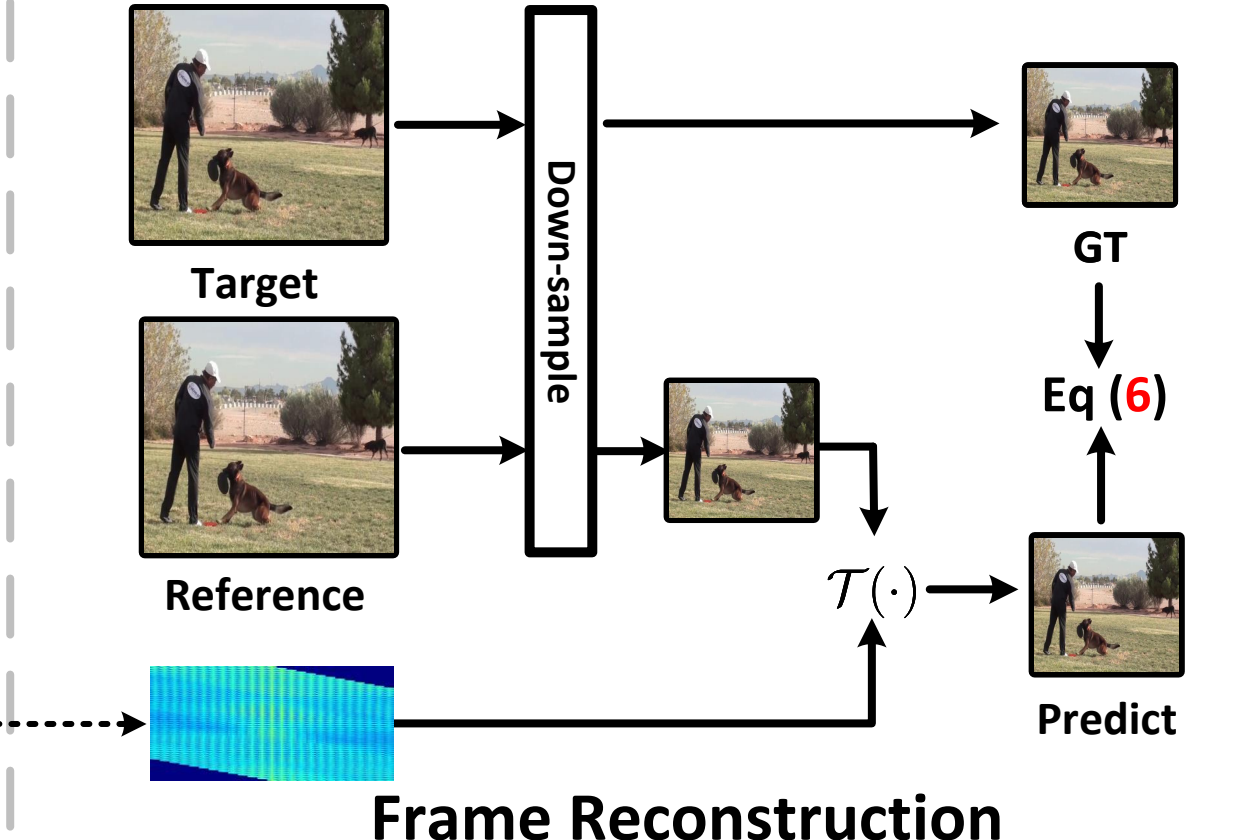 Target
Down-sample
GT
Eq (6)
Reference
𝒯(·)
Predict
Frame Reconstruction